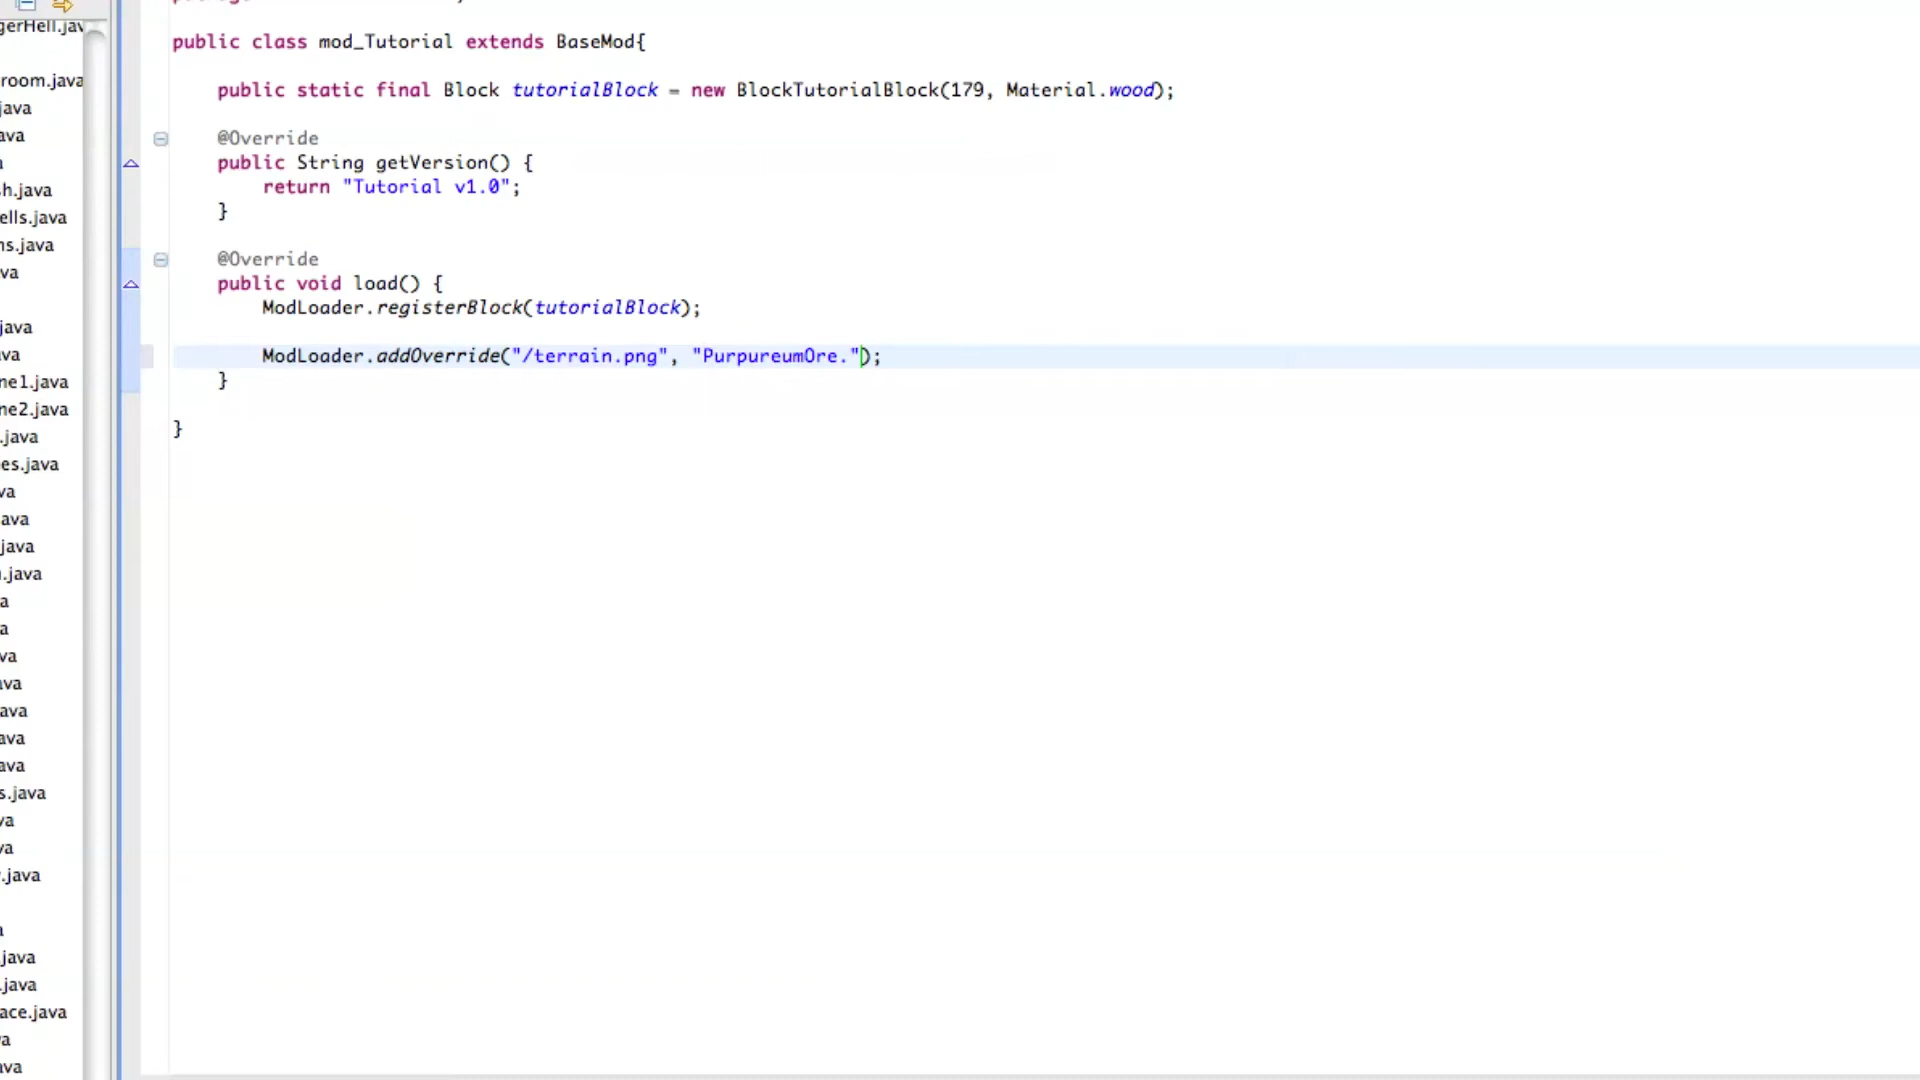 gerHell.jav
room.java
java
ava
h.java
ells.java
ns.java
va
java
va
ne1.java
ne2.java
.java
es.java
va
ava
java
.java
a
a
va
va
ava
ava
ava
s.java
va
va
.java
a
java
.java
ace.java
a
va
public class mod_Tutorial extends BaseMod{
public static final Block tutorialBlock = new BlockTutorialBlock(179, Material.wood);
@Override
public String getVersion() {
return "Tutorial v1.0";
}
@Override
public void load() {
ModLoader.registerBlock(tutorialBlock);
ModLoader.addOverride("/terrain.png", "PurpureumOre.");
}
}